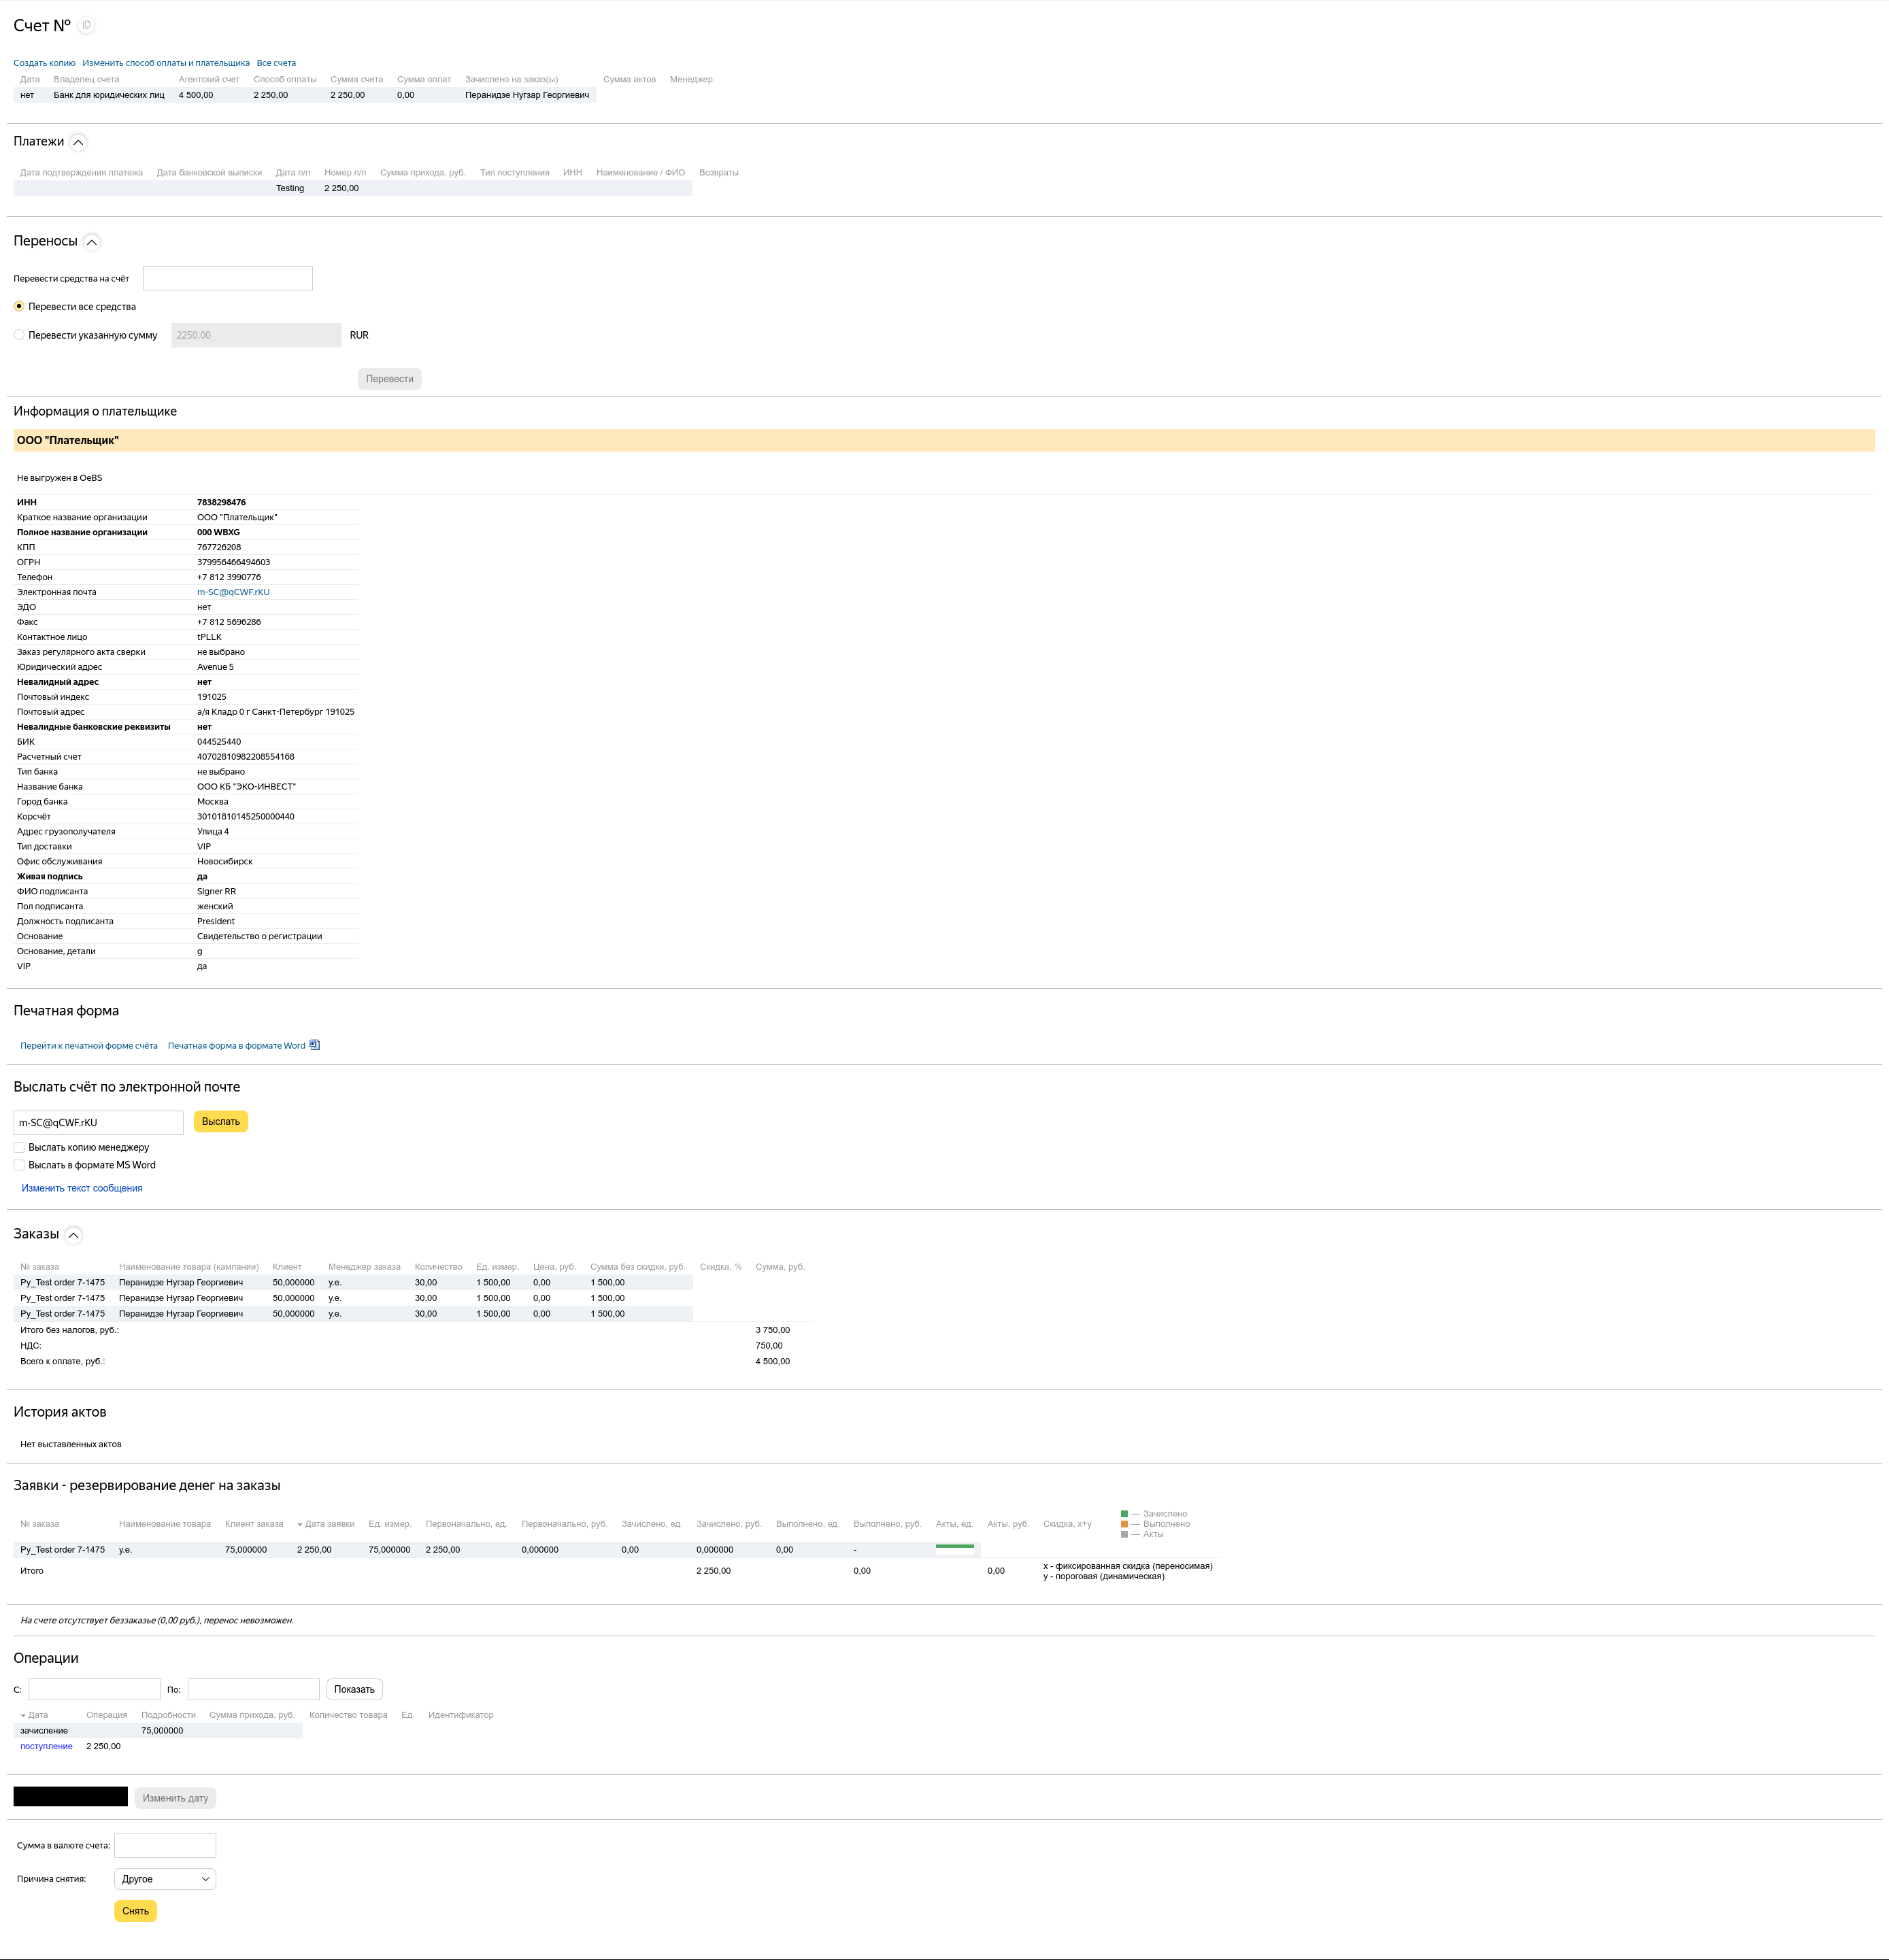 Счет №
Создать копию Изменить способ оплаты и плательщика Все счета
Дата Владелец счета Агентский счет Способ оплаты Сумма счета Сумма оплат Зачислено на заказ(ы) Сумма актов Менеджер
нет Банк для юридических лиц 4 500,00 2 250,00 2 250,00 0,00 Перанидзе Нугзар Георгиевич
Платежи
Дата подтверждения платежа Дата банковской выписки Дата п/п Номер п/п Сумма прихода, руб. Тип поступления ИНН Наименование / ФИО Возвраты
Testing 2 250,00
Переносы
Перевести средства на счёт
Перевести все средства
Перевести указанную сумму 2250.00 RUR
Перевести
Информация о плательщике
ООО "Плательщик"
Не выгружен в OeBS
ИНН 7838298476
Краткое название организации ООО "Плательщик"
Полное название организации 000 WBXG
КПП 767726208
ОГРН 379956466494603
Телефон +7 812 3990776
Электронная почта m-SC@qCWF.rKU
ЭДО нет
Факс +7 812 5696286
Контактное лицо tPLLK
Заказ регулярного акта сверки не выбрано
Юридический адрес Avenue 5
Невалидный адрес нет
Почтовый индекс 191025
Почтовый адрес а/я Кладр 0 г Санкт-Петербург 191025
Невалидные банковские реквизиты нет
БИК 044525440
Расчетный счет 40702810982208554168
Тип банка не выбрано
Название банка ООО КБ "ЭКО-ИНВЕСТ"
Город банка Москва
Корсчёт 30101810145250000440
Адрес грузополучателя Улица 4
Тип доставки VIP
Офис обслуживания Новосибирск
Живая подпись да
ФИО подписанта Signer RR
Пол подписанта женский
Должность подписанта President
Основание Свидетельство о регистрации
Основание, детали g
VIP да
Печатная форма
Перейти к печатной форме счёта Печатная форма в формате Word
Выслать счёт по электронной почте
m-SC@qCWF.rKU Выслать
Выслать копию менеджеру
Выслать в формате MS Word
Изменить текст сообщения
Заказы
№ заказа Наименование товара (кампании) Клиент Менеджер заказа Количество Ед. измер. Цена, руб. Сумма без скидки, руб. Скидка, % Сумма, руб.
Py_Test order 7-1475 Перанидзе Нугзар Георгиевич 50,000000 у.е. 30,00 1 500,00 0,00 1 500,00
Py_Test order 7-1475 Перанидзе Нугзар Георгиевич 50,000000 у.е. 30,00 1 500,00 0,00 1 500,00
Py_Test order 7-1475 Перанидзе Нугзар Георгиевич 50,000000 у.е. 30,00 1 500,00 0,00 1 500,00
Итого без налогов, руб.: 3 750,00
НДС: 750,00
Всего к оплате, руб.: 4 500,00
История актов
Нет выставленных актов
Заявки - резервирование денег на заказы
№ заказа Наименование товара Клиент заказа Дата заявки Ед. измер. Первоначально, ед. Первоначально, руб. Зачислено, ед. Зачислено, руб. Выполнено, ед. Выполнено, руб. Акты, ед. Акты, руб. Скидка, x+y
— Зачислено
— Выполнено
— Акты
Py_Test order 7-1475 у.е. 75,000000 2 250,00 75,000000 2 250,00 0,000000 0,00 0,000000 0,00 -
Итого 2 250,00 0,00 0,00
x - фиксированная скидка (переносимая)
y - пороговая (динамическая)
На счете отсутствует беззаказье (0,00 руб.), перенос невозможен.
Операции
С: По: Показать
Дата Операция Подробности Сумма прихода, руб. Количество товара Ед. Идентификатор
зачисление 75,000000
поступление 2 250,00
Изменить дату
Сумма в валюте счета:
Причина снятия: Другое
Снять